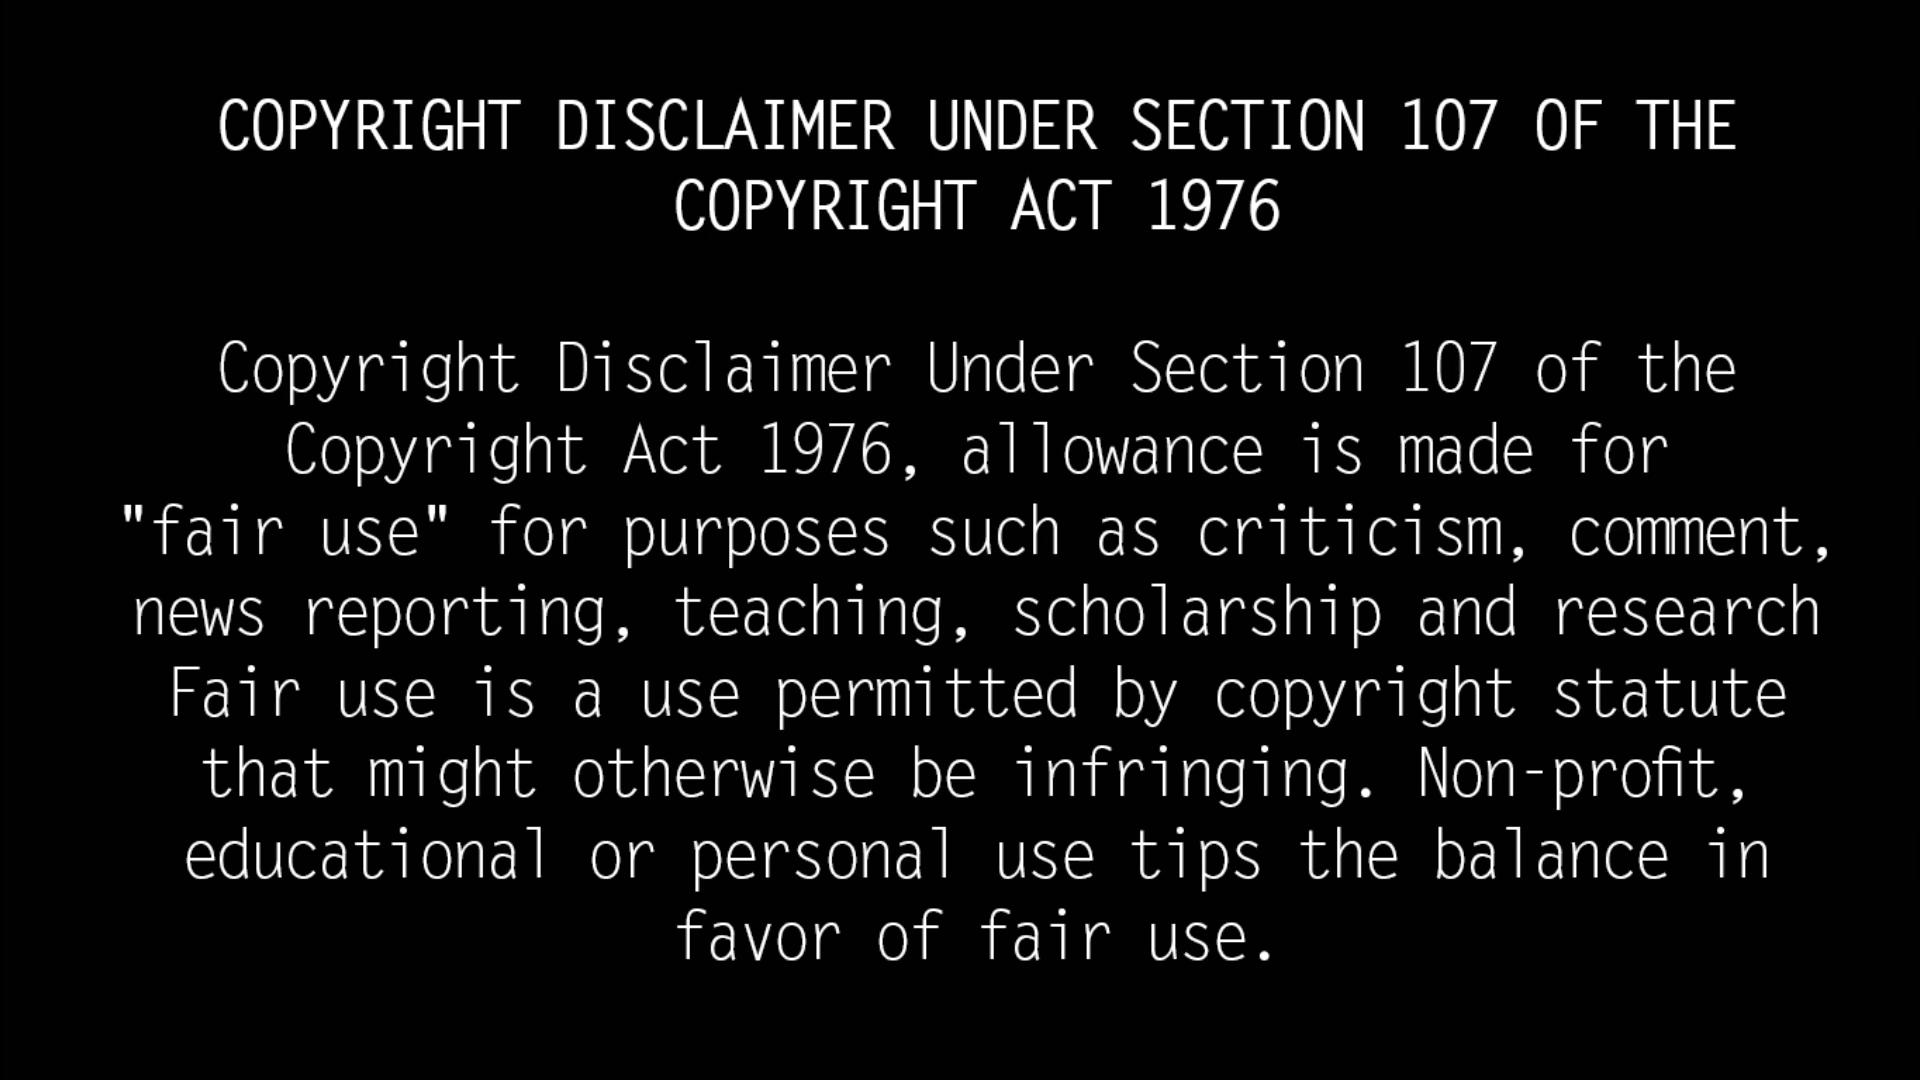 COPYRIGHT DISCLAIMER UNDER SECTION 107 OF THE
COPYRIGHT ACT 1976
Copyright Disclaimer Under Section 107 of the
Copyright Act 1976, allowance is made for
"fair use" for purposes such as criticism, comment,
news reporting, teaching, scholarship and research
Fair use is a use permitted by copyright statute
that might otherwise be infringing. Non-profit,
educational or personal use tips the balance in
favor of fair use.